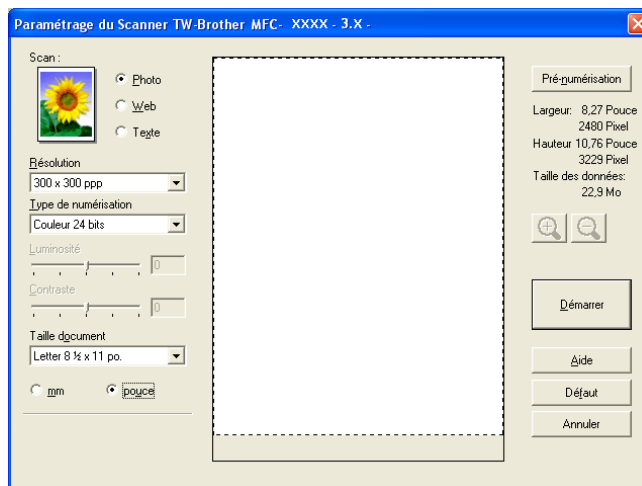 Paramétrage du Scanner TW-Brother MFC- XXXX - 3.X -
Scan :
Photo
Web
Texte
Résolution
300 x 300 ppp
Type de numérisation
Couleur 24 bits
Luminosité
0
Contraste
0
Taille document
Letter 8 ½ x 11 po.
mm
pouce
Pré-numérisation
Largeur: 8,27 Pouce
2480 Pixel
Hauteur 10,76 Pouce
3229 Pixel
Taille des données:
22,9 Mo
Démarrer
Aide
Défaut
Annuler